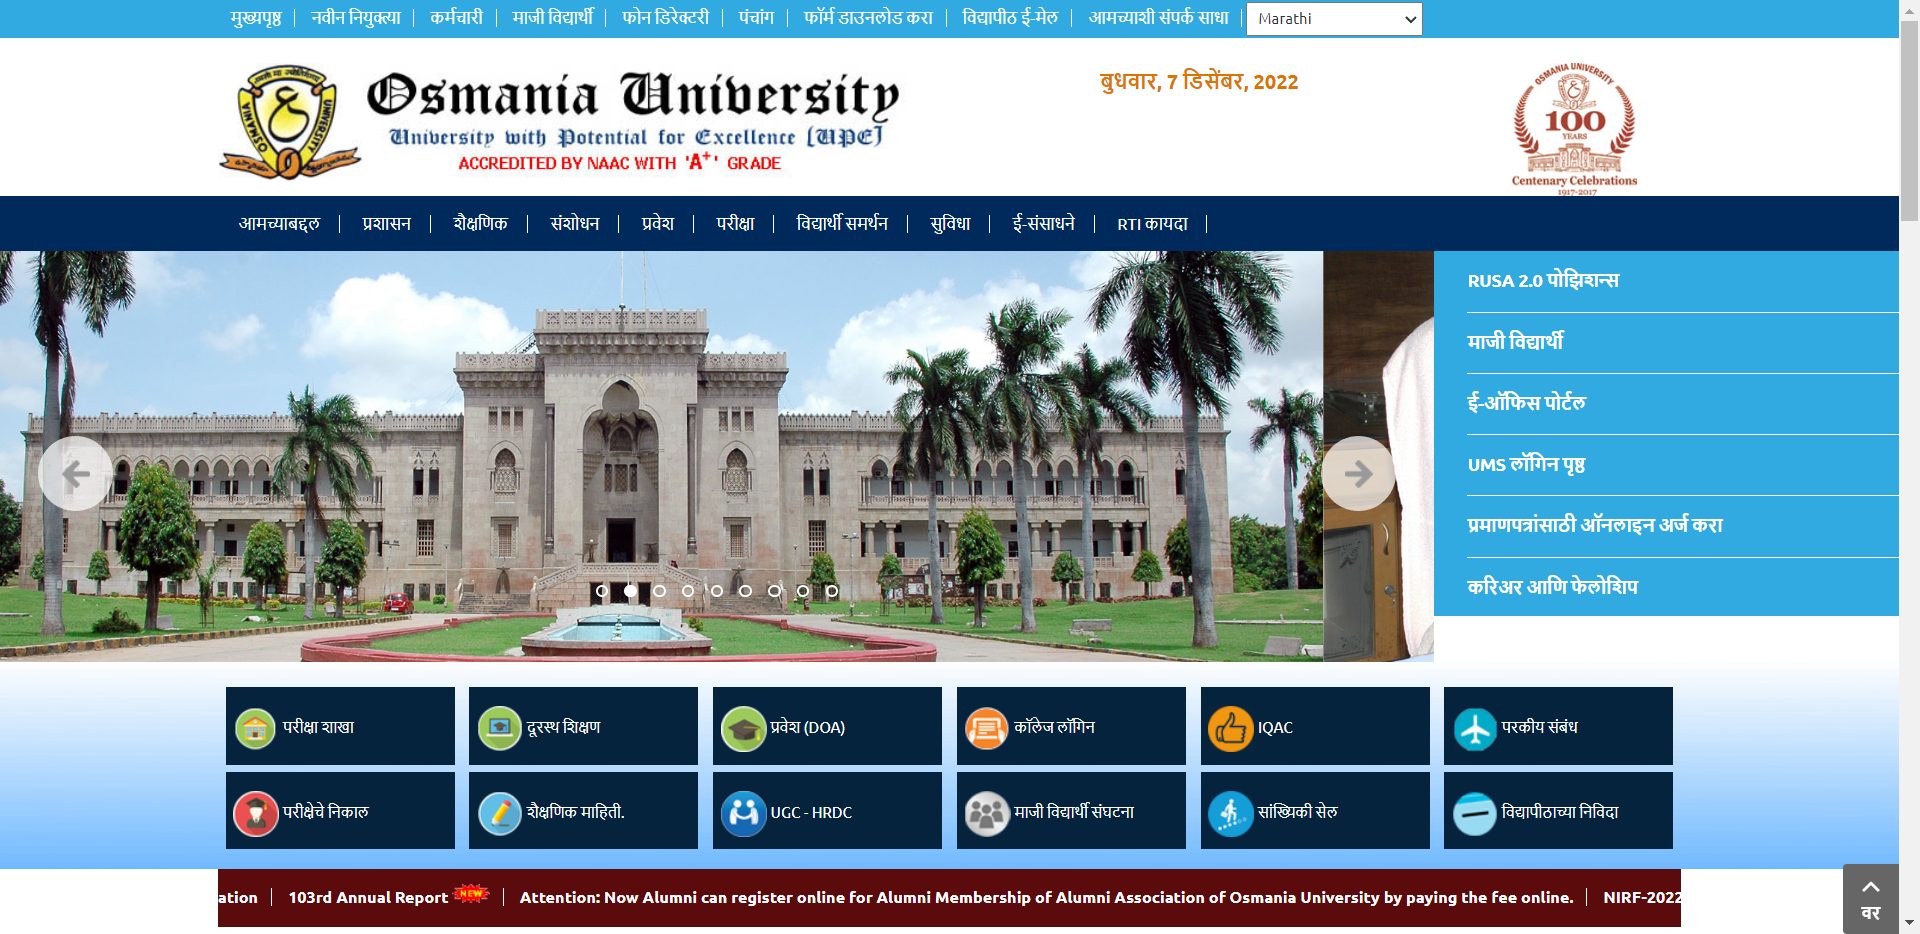 मुख्यपृष्ठ
नवीन नियुक्त्या
कर्मचारी
माजी विद्यार्थी
फोन डिरेक्टरी
पंचांग
फॉर्म डाउनलोड करा
विद्यापीठ ई-मेल
आमच्याशी संपर्क साधा
Marathi
Osmania University
University with Potential for Excellence [UPE]
ACCREDITED BY NAAC WITH 'A+' GRADE
बुधवार, 7 डिसेंबर, 2022
OSMANIA UNIVERSITY
100
YEARS
Centenary Celebrations
1917-2017
आमच्याबद्दल
प्रशासन
शैक्षणिक
संशोधन
प्रवेश
परीक्षा
विद्यार्थी समर्थन
सुविधा
ई-संसाधने
RTI कायदा
RUSA 2.0 पोझिशन्स
माजी विद्यार्थी
ई-ऑफिस पोर्टल
UMS लॉगिन पृष्ठ
प्रमाणपत्रांसाठी ऑनलाइन अर्ज करा
करिअर आणि फेलोशिप
परीक्षा शाखा
दूरस्थ शिक्षण
प्रवेश (DOA)
कॉलेज लॉगिन
IQAC
परकीय संबंध
परीक्षेचे निकाल
शैक्षणिक माहिती.
UGC - HRDC
माजी विद्यार्थी संघटना
सांख्यिकी सेल
विद्यापीठाच्या निविदा
ation
103rd Annual Report NEW
Attention: Now Alumni can register online for Alumni Membership of Alumni Association of Osmania University by paying the fee online.
NIRF-2022
वर